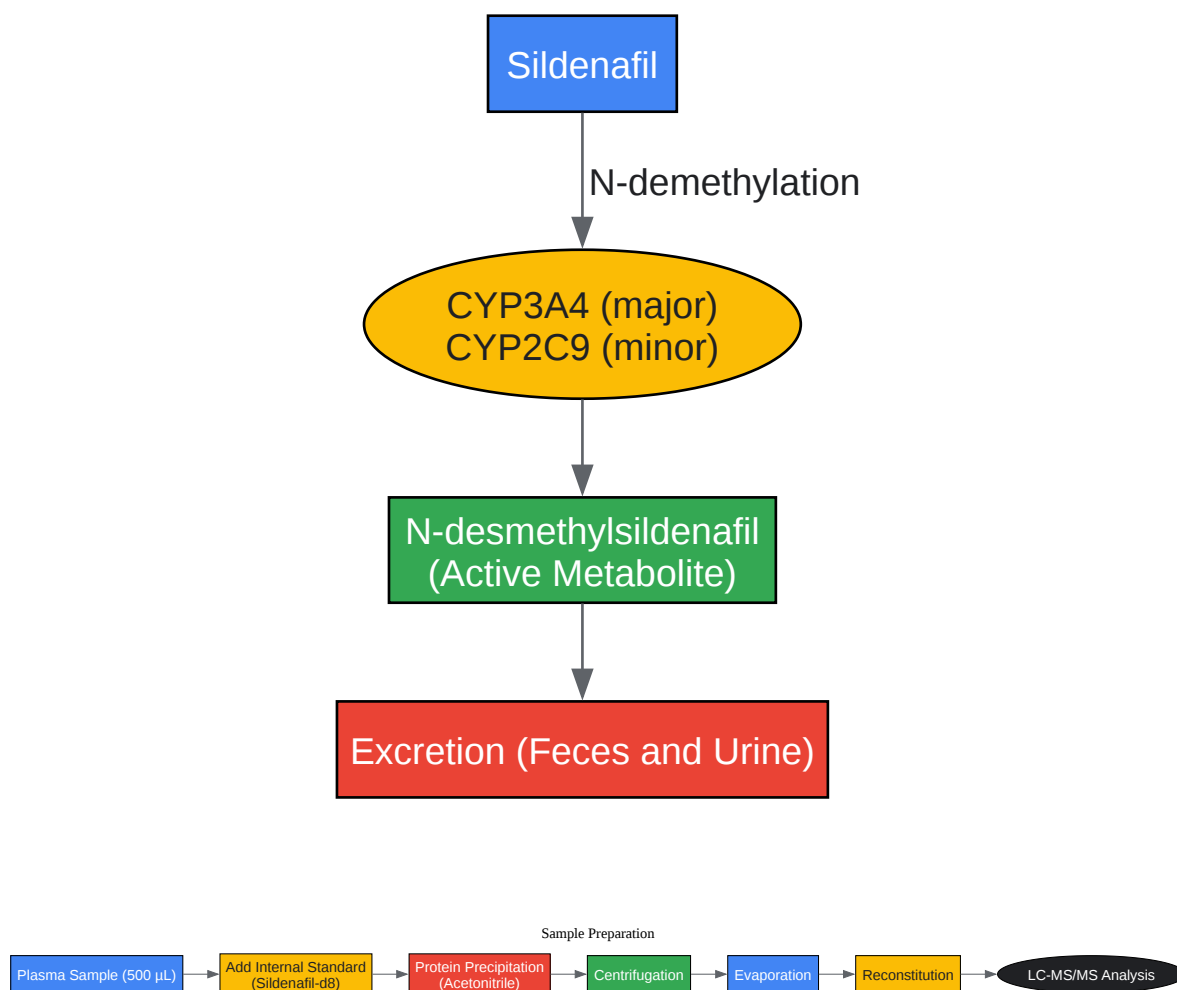 Sildenafil
N-demethylation
CYP3A4 (major)
CYP2C9 (minor)
N-desmethylsildenafil
(Active Metabolite)
Excretion (Feces and Urine)
Sample Preparation
Plasma Sample (500 µL)
Add Internal Standard
(Sildenafil-d8)
Protein Precipitation
(Acetonitrile)
Centrifugation
Evaporation
Reconstitution
LC-MS/MS Analysis